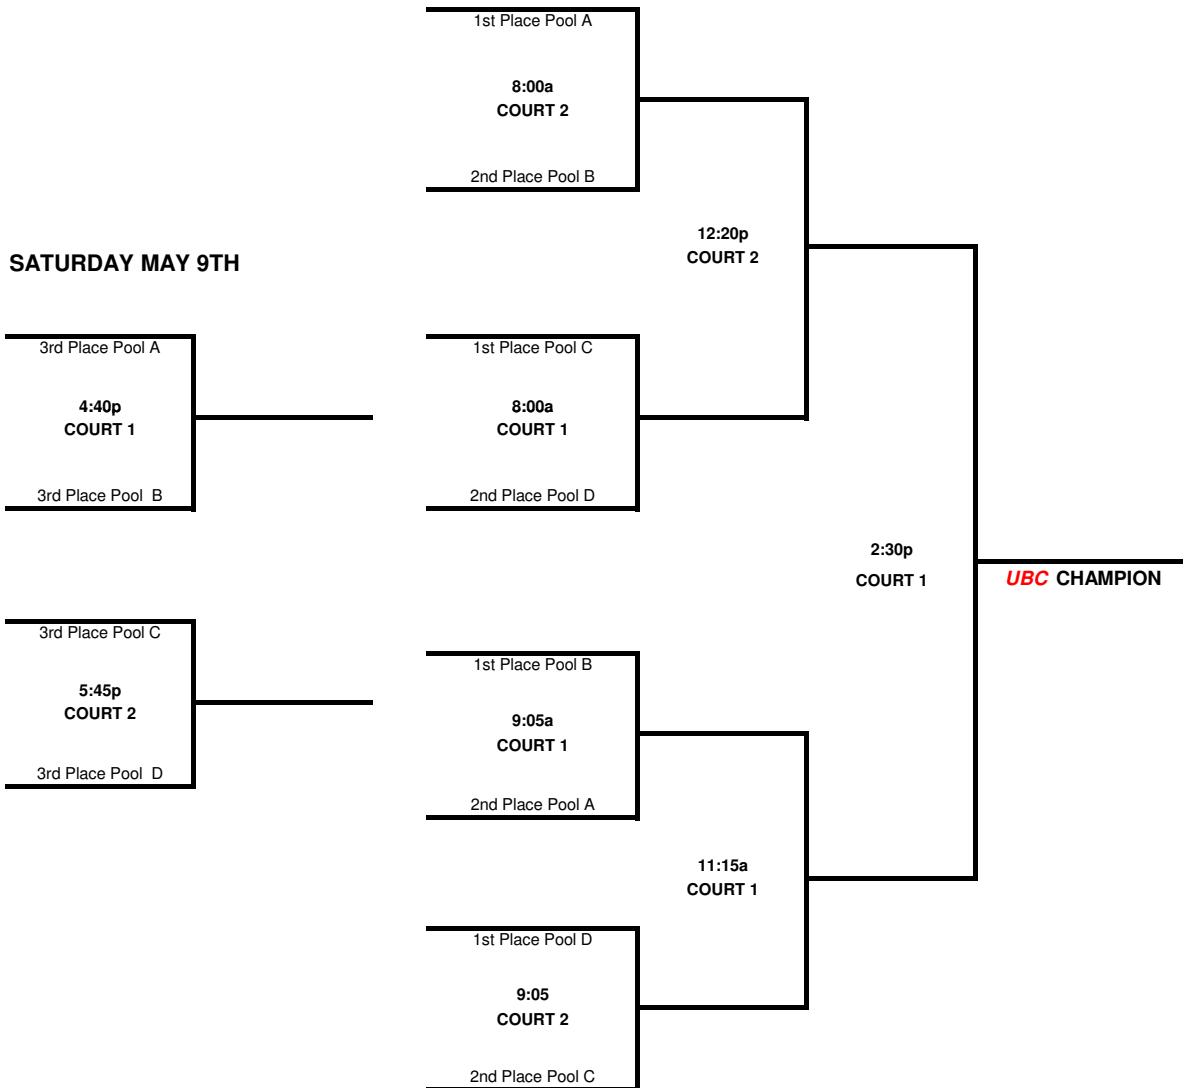 1st Place Pool A
8:00a
COURT 2
2nd Place Pool B
12:20p
COURT 2
SATURDAY MAY 9TH
3rd Place Pool A
4:40p
COURT 1
3rd Place Pool  B
1st Place Pool C
8:00a
COURT 1
2nd Place Pool D
2:30p
COURT 1
UBC CHAMPION
3rd Place Pool C
5:45p
COURT 2
3rd Place Pool  D
1st Place Pool B
9:05a
COURT 1
2nd Place Pool A
11:15a
COURT 1
1st Place Pool D
9:05
COURT 2
2nd Place Pool C